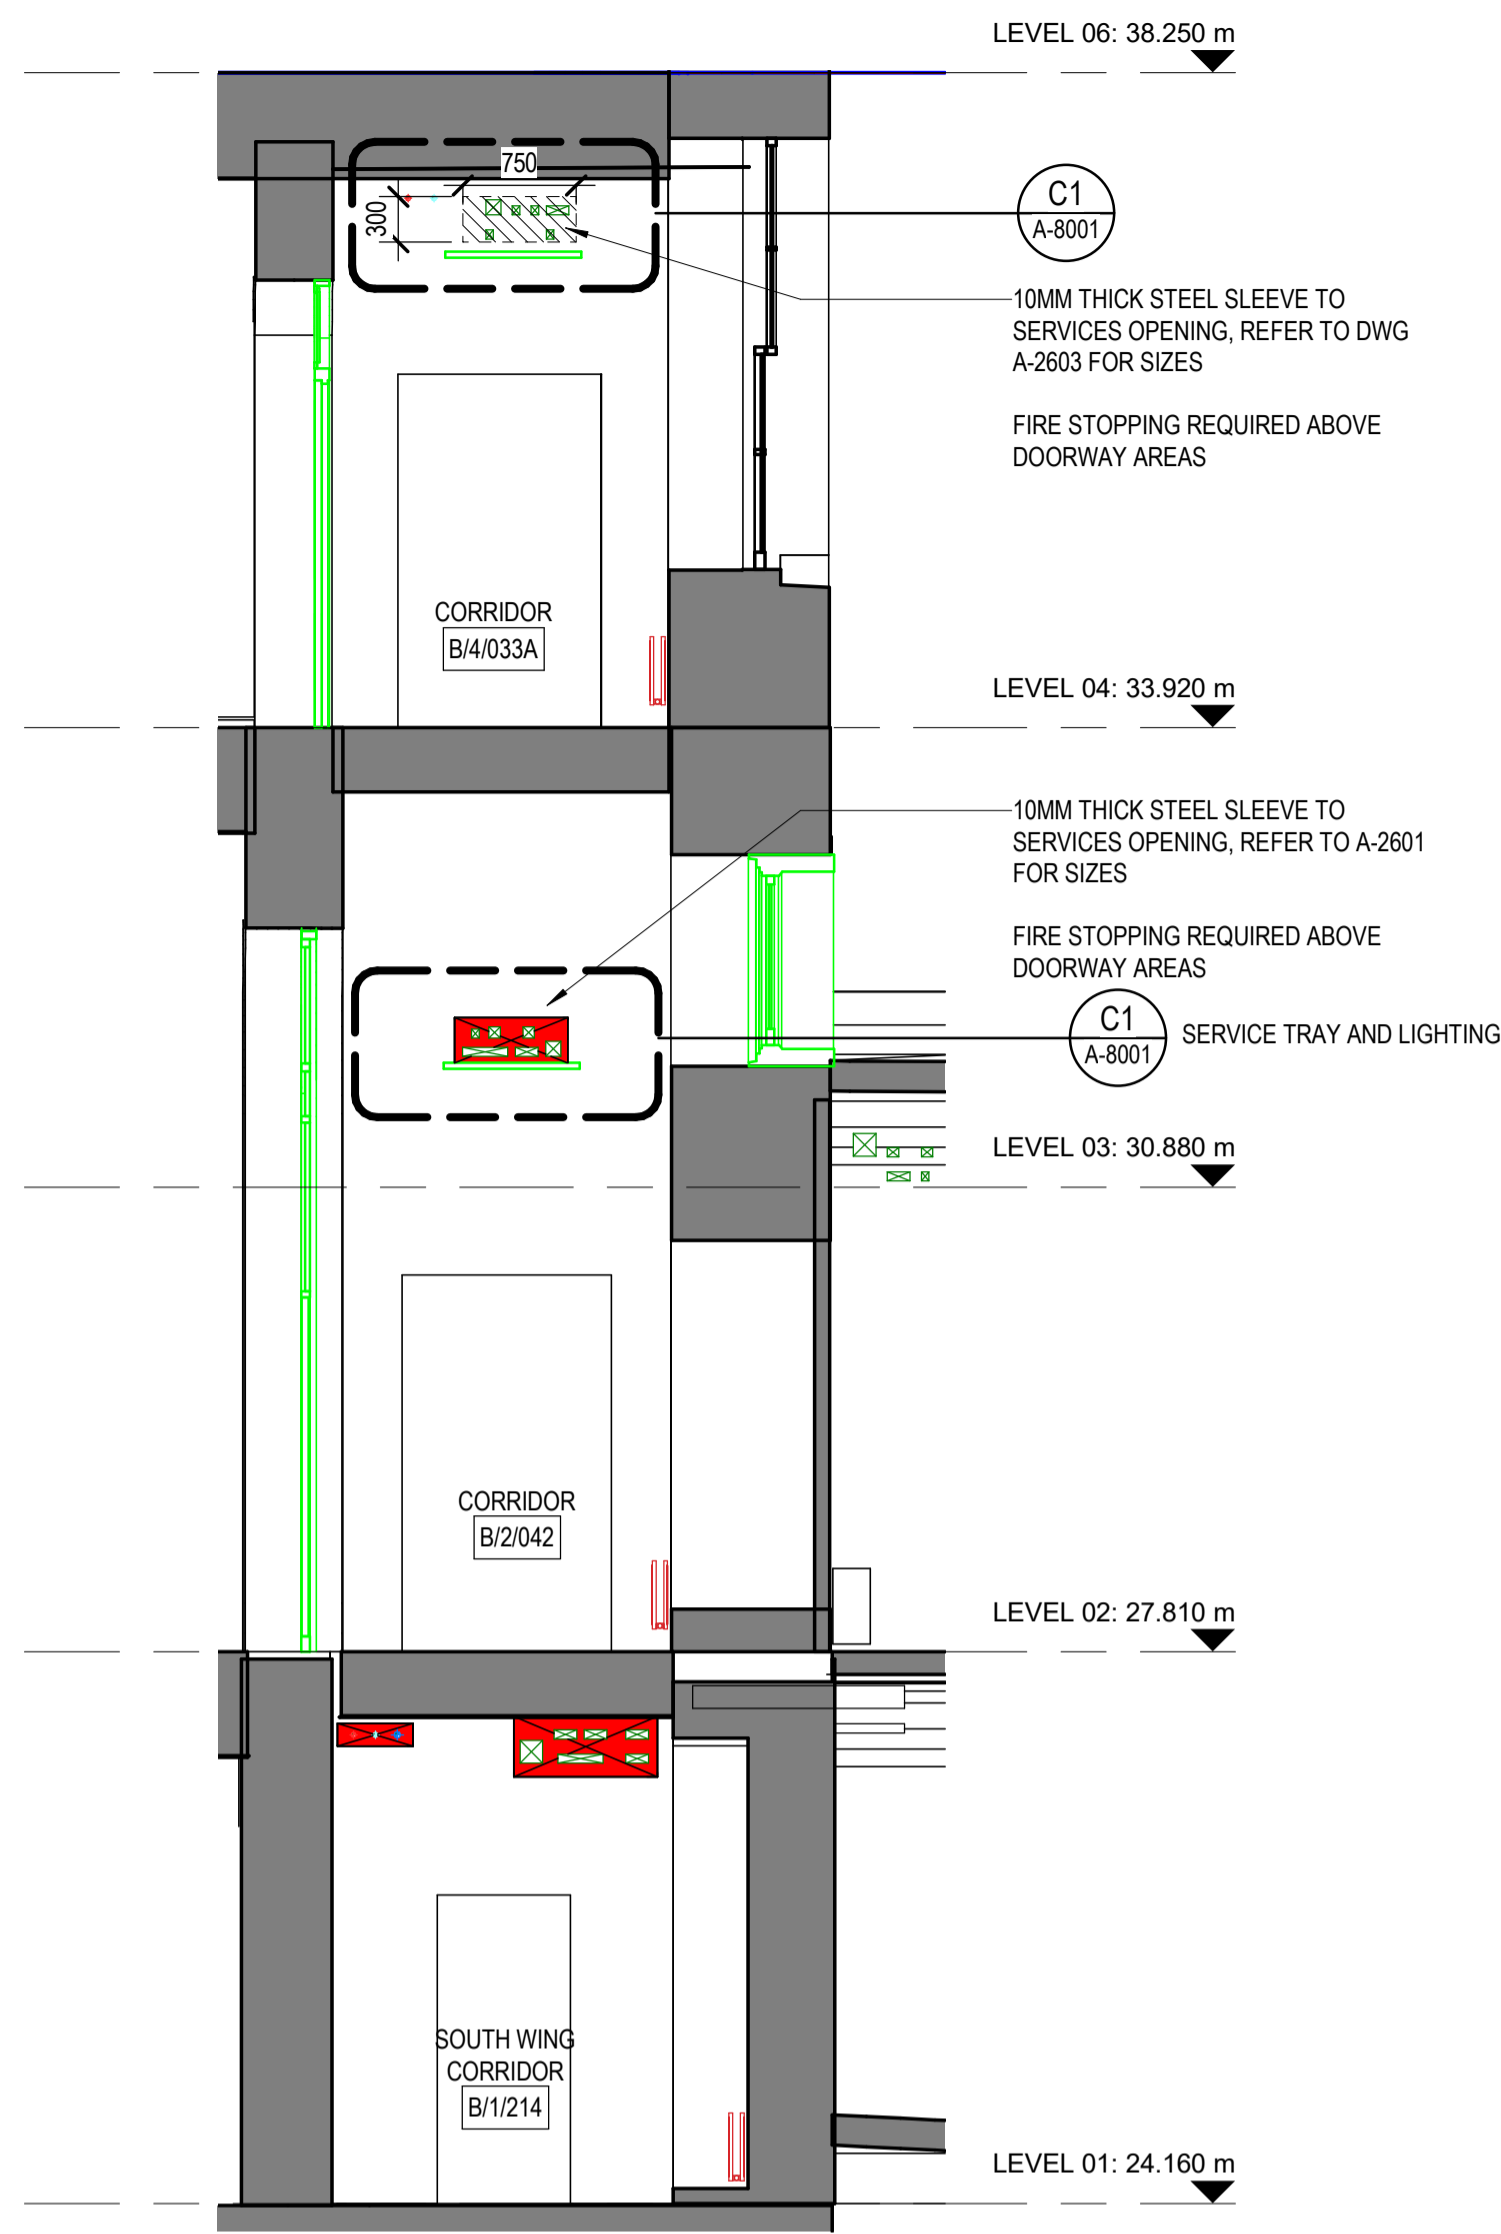 LEVEL 06: 38.250 m
750
300
C1
A-8001
10MM THICK STEEL SLEEVE TO
SERVICES OPENING, REFER TO DWG
A-2603 FOR SIZES
FIRE STOPPING REQUIRED ABOVE
DOORWAY AREAS
CORRIDOR
B/4/033A
LEVEL 04: 33.920 m
10MM THICK STEEL SLEEVE TO
SERVICES OPENING, REFER TO A-2601
FOR SIZES
FIRE STOPPING REQUIRED ABOVE
DOORWAY AREAS
C1
A-8001
SERVICE TRAY AND LIGHTING
LEVEL 03: 30.880 m
CORRIDOR
B/2/042
LEVEL 02: 27.810 m
SOUTH WING
CORRIDOR
B/1/214
LEVEL 01: 24.160 m